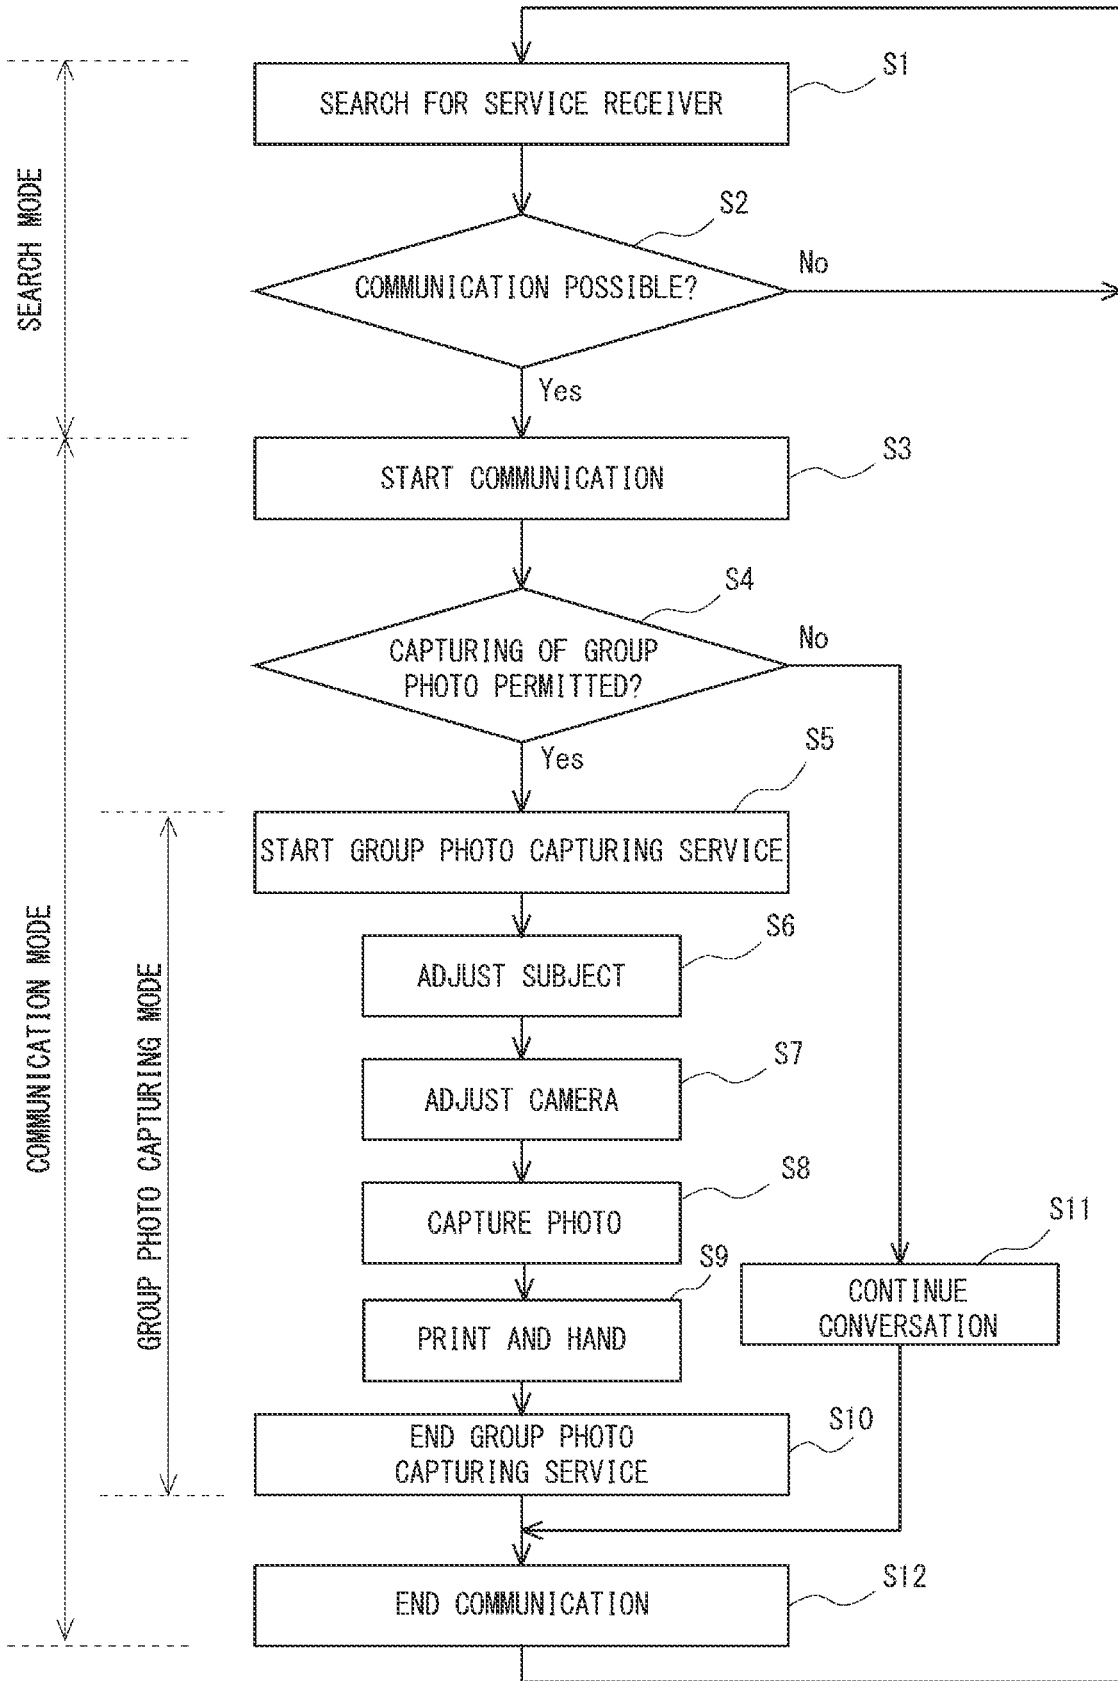 S1
SEARCH FOR SERVICE RECEIVER
S2
COMMUNICATION POSSIBLE?
No
Yes
SEARCH MODE
S3
START COMMUNICATION
S4
CAPTURING OF GROUP
PHOTO PERMITTED?
No
Yes
S5
START GROUP PHOTO CAPTURING SERVICE
S6
ADJUST SUBJECT
S7
ADJUST CAMERA
S8
CAPTURE PHOTO
S9
PRINT AND HAND
S11
CONTINUE
CONVERSATION
S10
END GROUP PHOTO
CAPTURING SERVICE
S12
END COMMUNICATION
COMMUNICATION MODE
GROUP PHOTO CAPTURING MODE